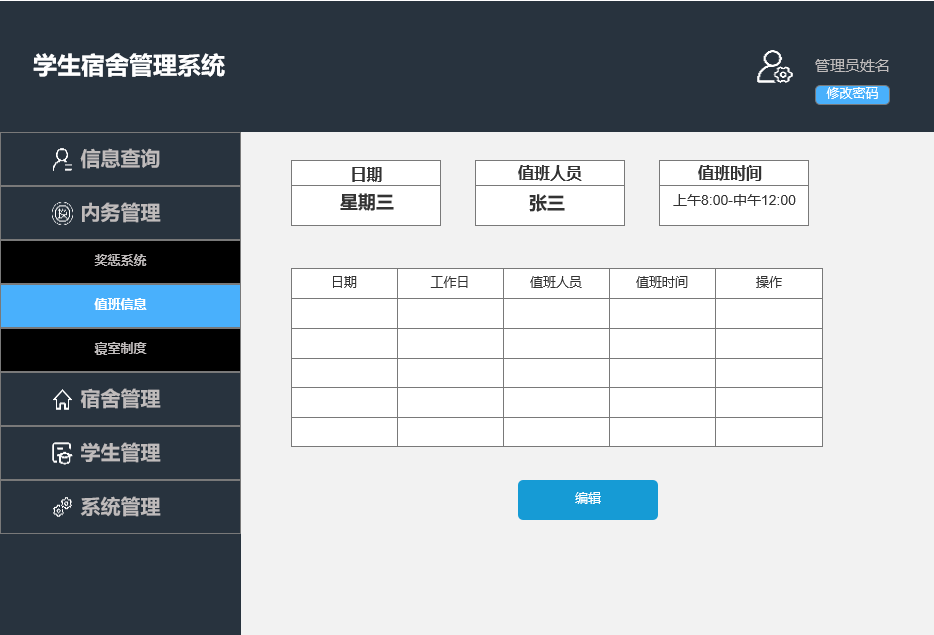 学生宿舍管理系统
管理员姓名
修改密码
信息查询
内务管理
奖惩系统
值班信息
寝室制度
宿舍管理
学生管理
系统管理
日期
星期三
值班人员
张三
值班时间
上午8:00-中午12:00
日期 工作日 值班人员 值班时间 操作
编辑